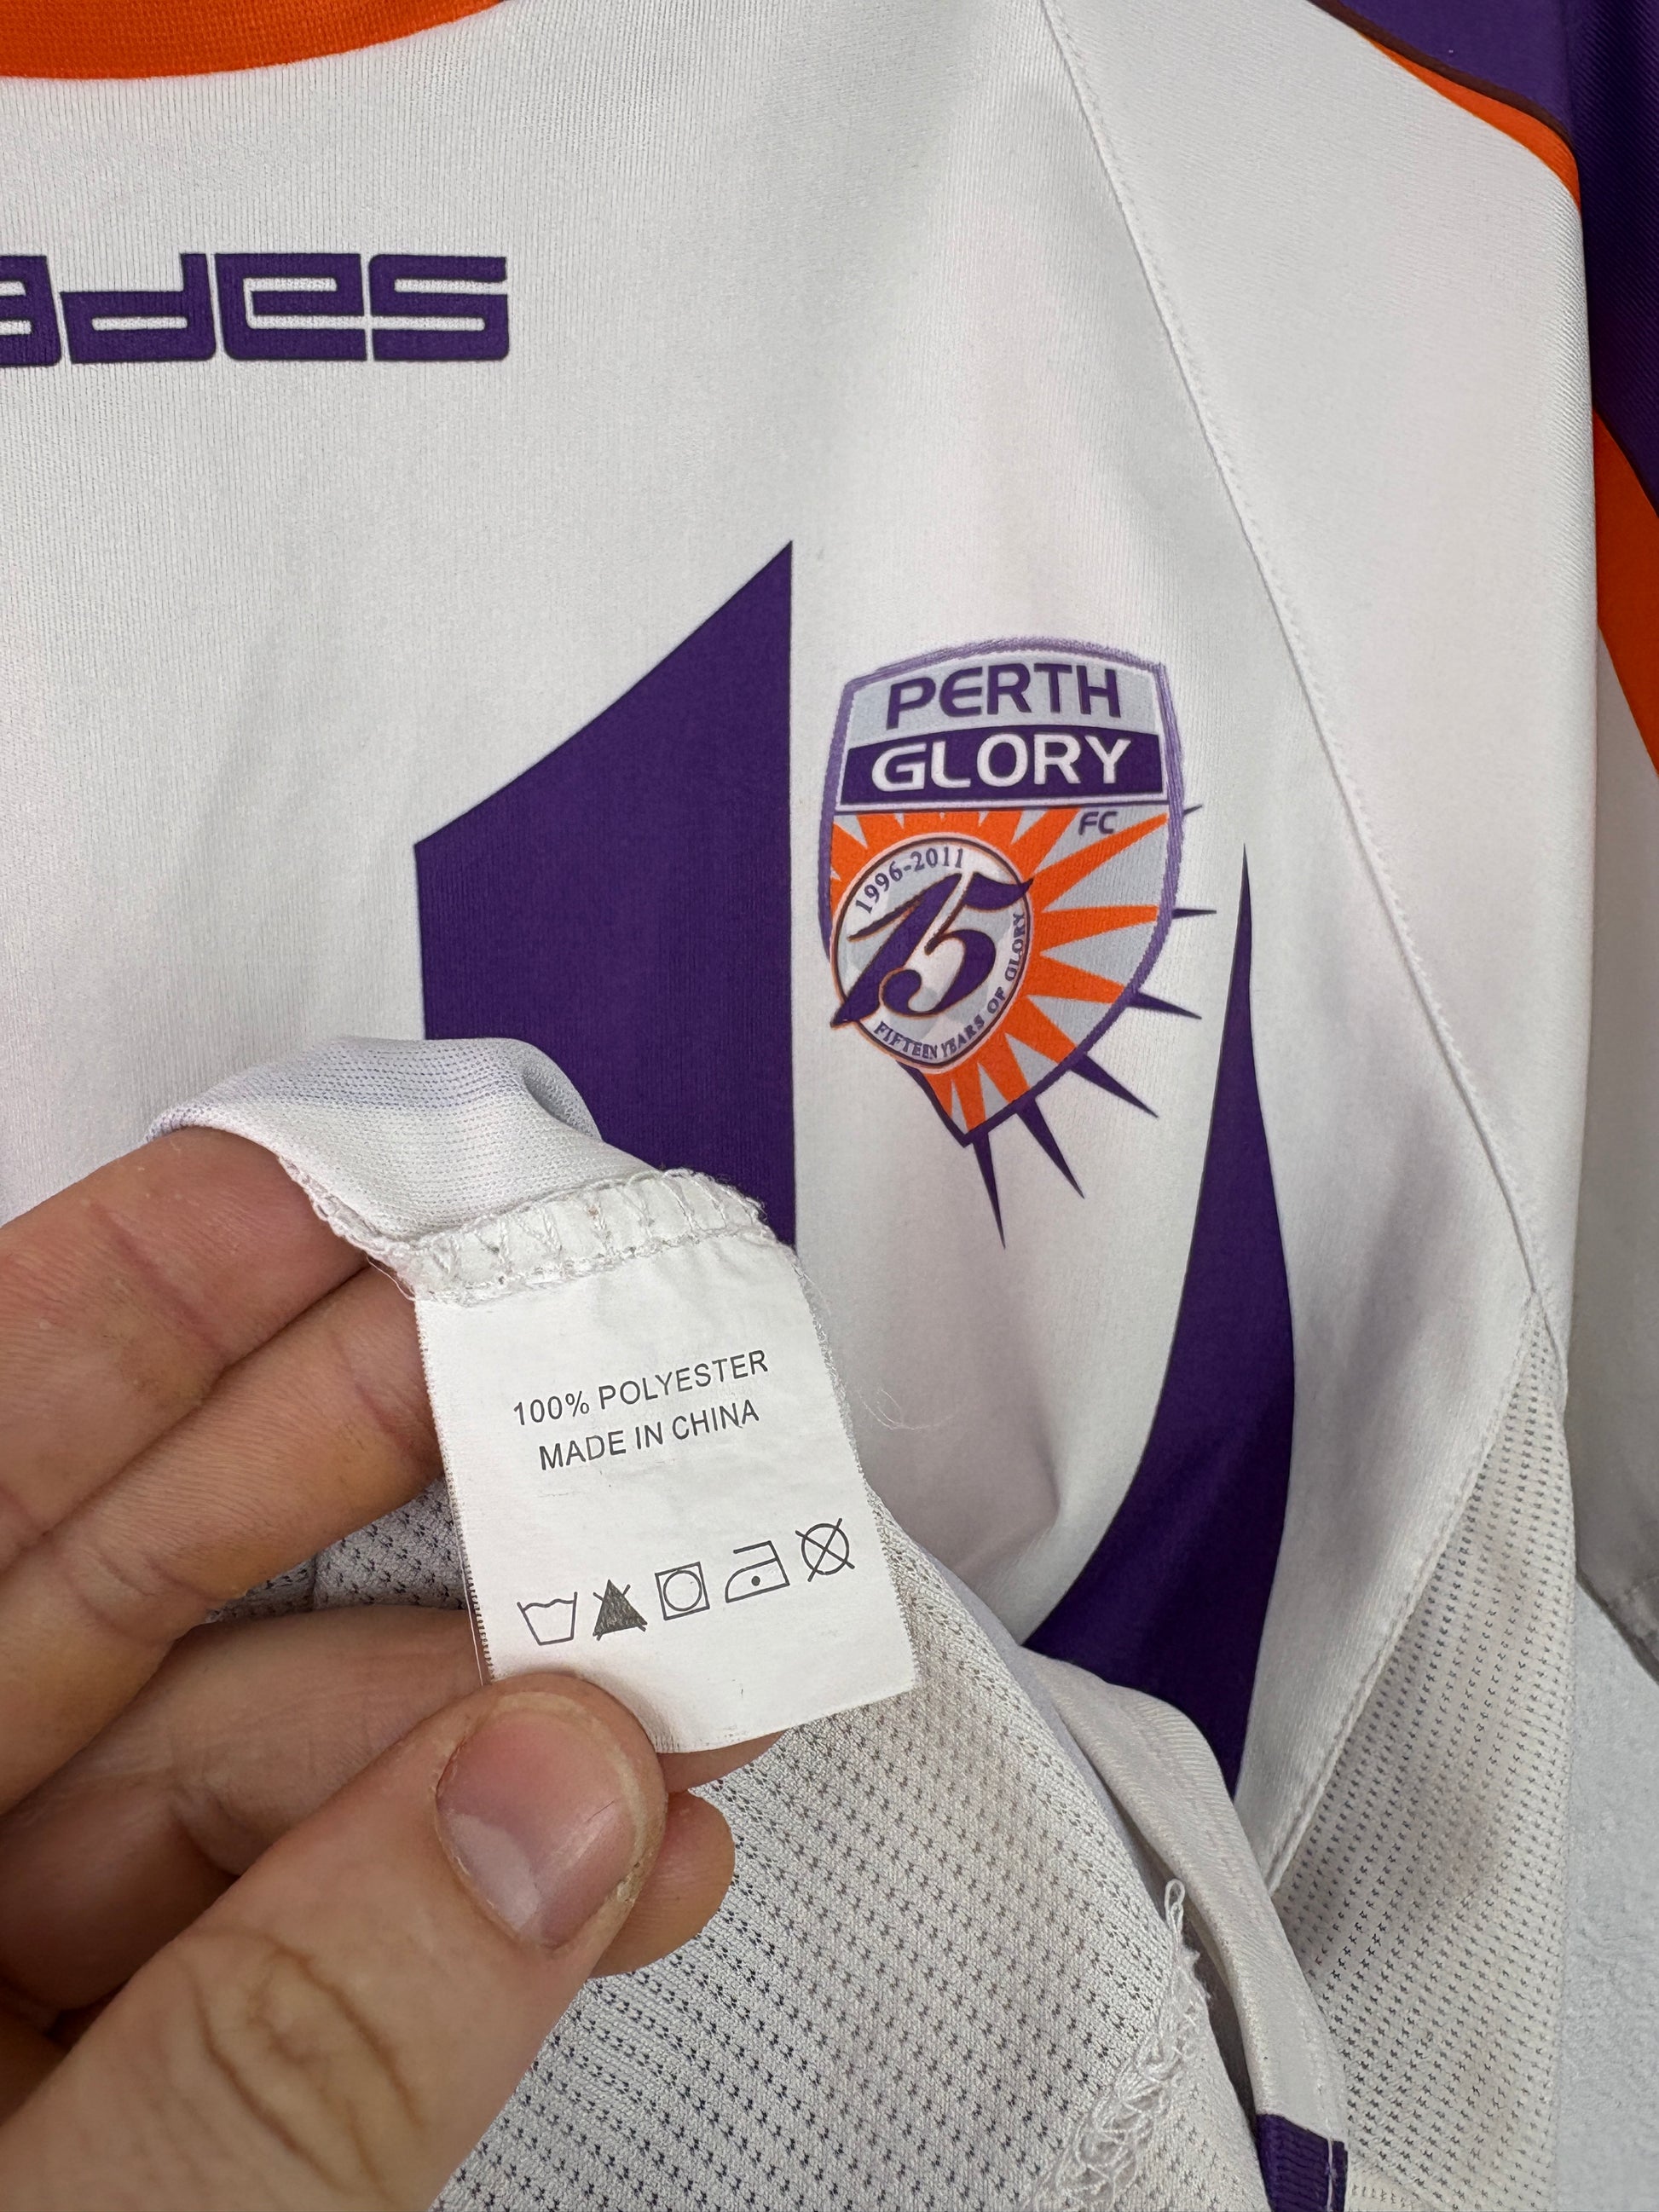 ades
PERTH
GLORY
FC
1996-2011
15
FIFTEEN YEARS OF GLORY
100% POLYESTER
MADE IN CHINA